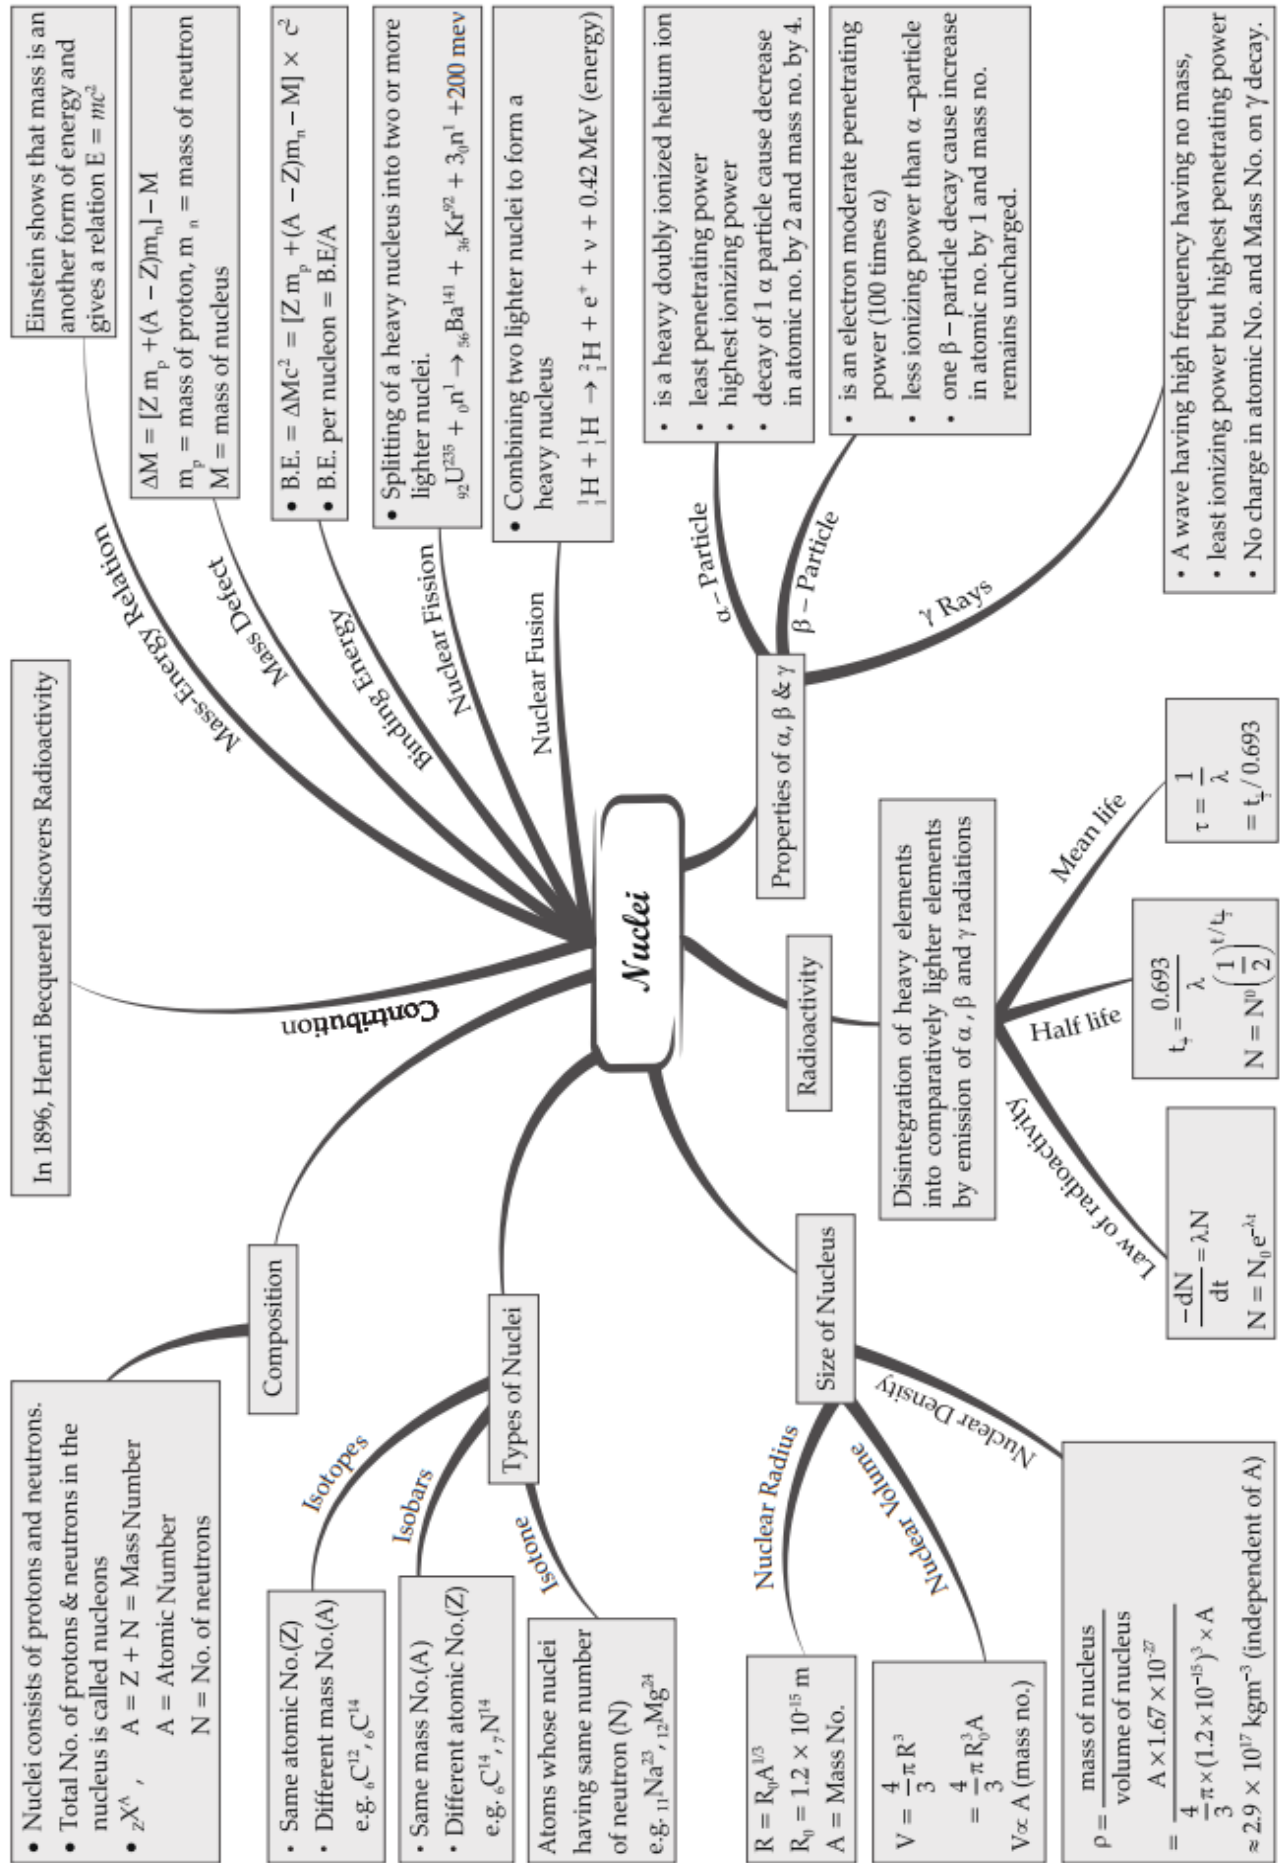 Nuclei
Contribution
In 1896, Henri Becquerel discovers Radioactivity
Mass-Energy Relation
Einstein shows that mass is an
another form of energy and
gives a relation E = mc²
Mass Defect
ΔM = [Z mₚ +(A − Z)mₙ] − M
mₚ = mass of proton, m ₙ = mass of neutron
M = mass of nucleus
Binding Energy
• B.E. = ΔMc² = [Z mₚ +(A − Z)mₙ − M] × c²
• B.E. per nucleon = B.E/A
Nuclear Fission
• Splitting of a heavy nucleus into two or more
lighter nuclei.
₉₂U²³⁵ + ₀n¹ → ₅₆Ba¹⁴¹ + ₃₆Kr⁹² + 3₀n¹ +200 mev
Nuclear Fusion
• Combining two lighter nuclei to form a
heavy nucleus
¹₁H + ¹₁H → ²₁H + e⁺ + ν + 0.42 MeV (energy)
Properties of α, β & γ
α – Particle
• is a heavy doubly ionized helium ion
• least penetrating power
• highest ionizing power
• decay of 1 α particle cause decrease
in atomic no. by 2 and mass no. by 4.
β – Particle
• is an electron moderate penetrating
power (100 times α)
• less ionizing power than α –particle
• one β – particle decay cause increase
in atomic no. by 1 and mass no.
remains uncharged.
γ Rays
• A wave having high frequency having no mass,
• least ionizing power but highest penetrating power
• No charge in atomic No. and Mass No. on γ decay.
Radioactivity
Disintegration of heavy elements
into comparatively lighter elements
by emission of α, β and γ radiations
Law of radioactivity
−dN/dt = λN
N = N₀ e^−λt
Half life
t_½ = 0.693/λ
N = N⁰ (1/2)^t/t_½
Mean life
τ = 1/λ
= t_½ / 0.693
Composition
• Nuclei consists of protons and neutrons.
• Total No. of protons & neutrons in the
nucleus is called nucleons
• zXᴬ, A = Z + N = Mass Number
A = Atomic Number
N = No. of neutrons
Types of Nuclei
Isotopes
• Same atomic No.(Z)
• Different mass No.(A)
e.g. ₆C¹², ₆C¹⁴
Isobars
• Same mass No.(A)
• Different atomic No.(Z)
e.g. ₆C¹⁴, ₇N¹⁴
Isotone
Atoms whose nuclei
having same number
of neutron (N)
e.g. ₁₁Na²³, ₁₂Mg²⁴
Size of Nucleus
Nuclear Radius
R = R₀A^1/3
R₀ = 1.2 × 10⁻¹⁵ m
A = Mass No.
Nuclear Volume
V = 4/3 πR³
= 4/3 π R₀³A
V∝ A (mass no.)
Nuclear Density
ρ = mass of nucleus / volume of nucleus
= A × 1.67 × 10⁻²⁷ / 4/3 π×(1.2×10⁻¹⁵)³ × A
≈ 2.9 × 10¹⁷ kgm⁻³ (independent of A)